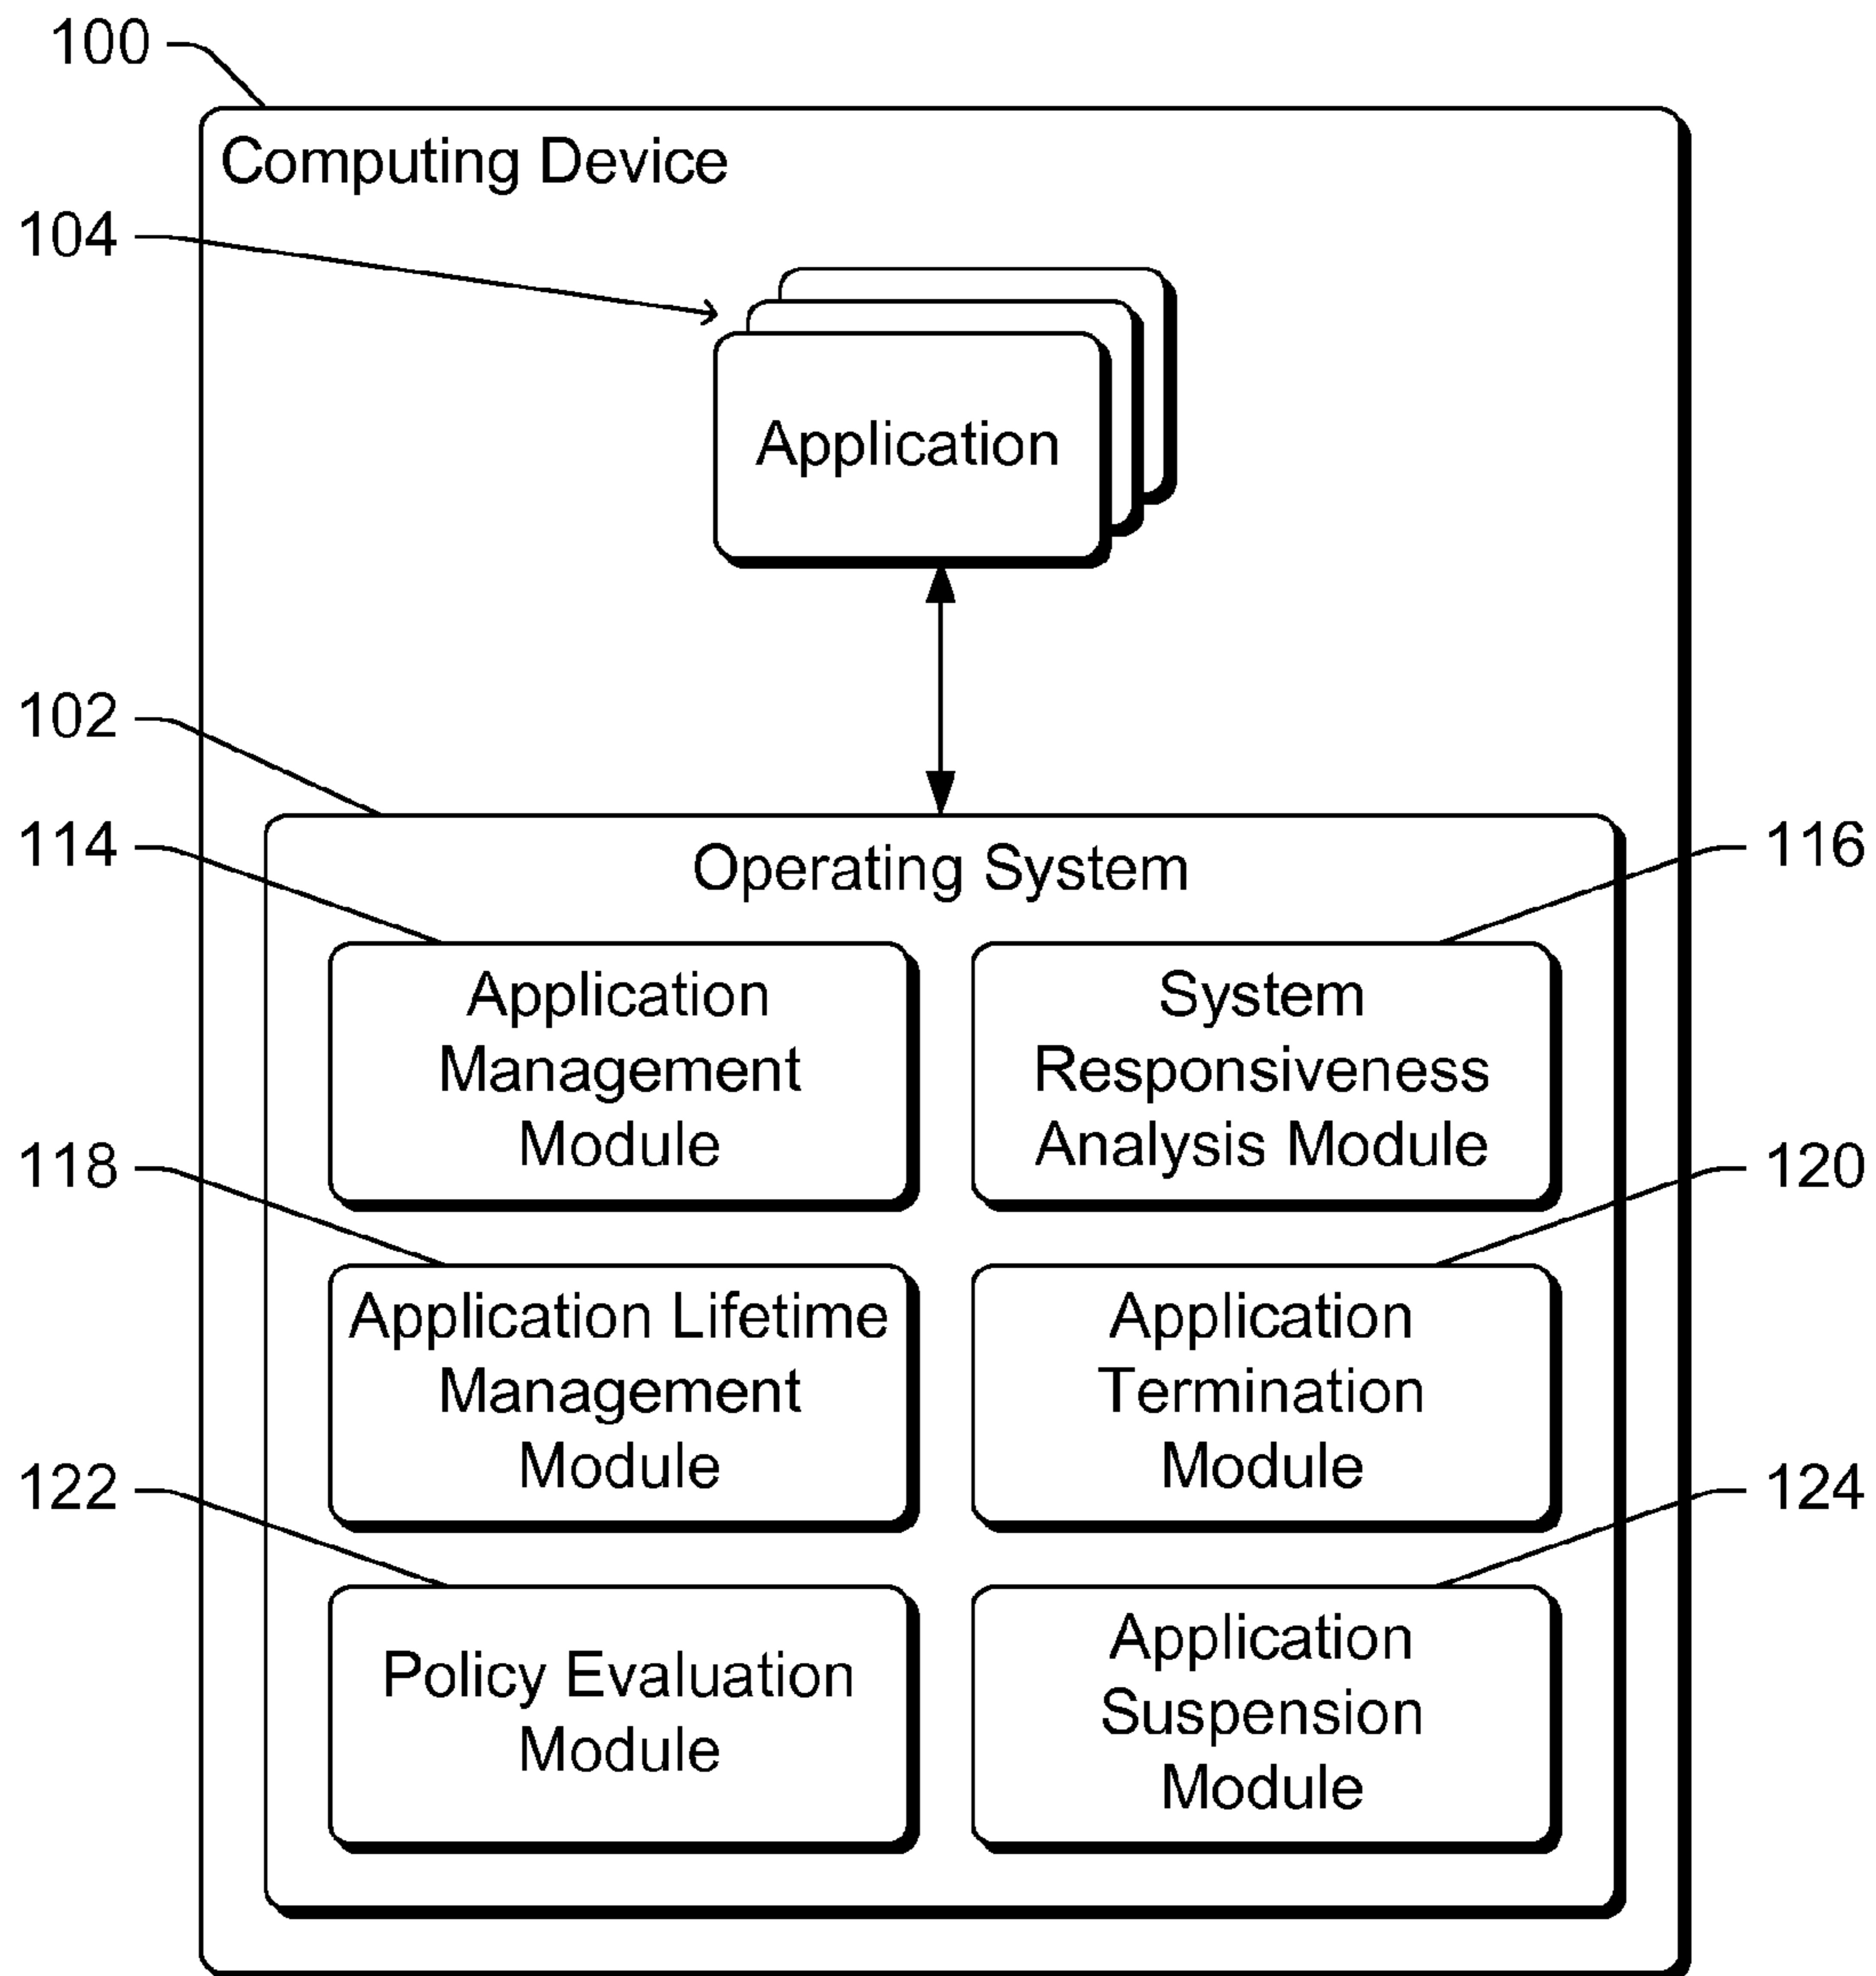 100
Computing Device
104
Application
102
114
Operating System
116
Application
Management
Module
System
Responsiveness
Analysis Module
118
120
Application Lifetime
Management
Module
Application
Termination
Module
122
124
Policy Evaluation
Module
Application
Suspension
Module